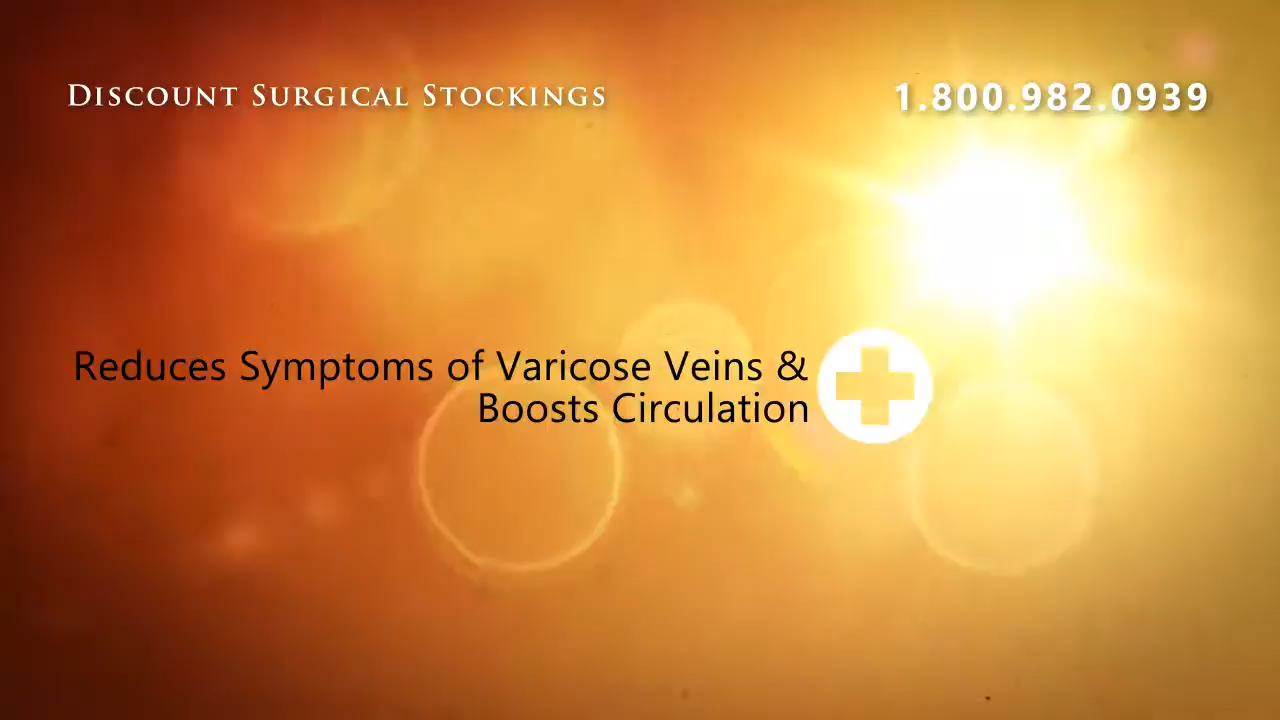 Discount Surgical Stockings
1.800.982.0939
Reduces Symptoms of Varicose Veins &
Boosts Circulation